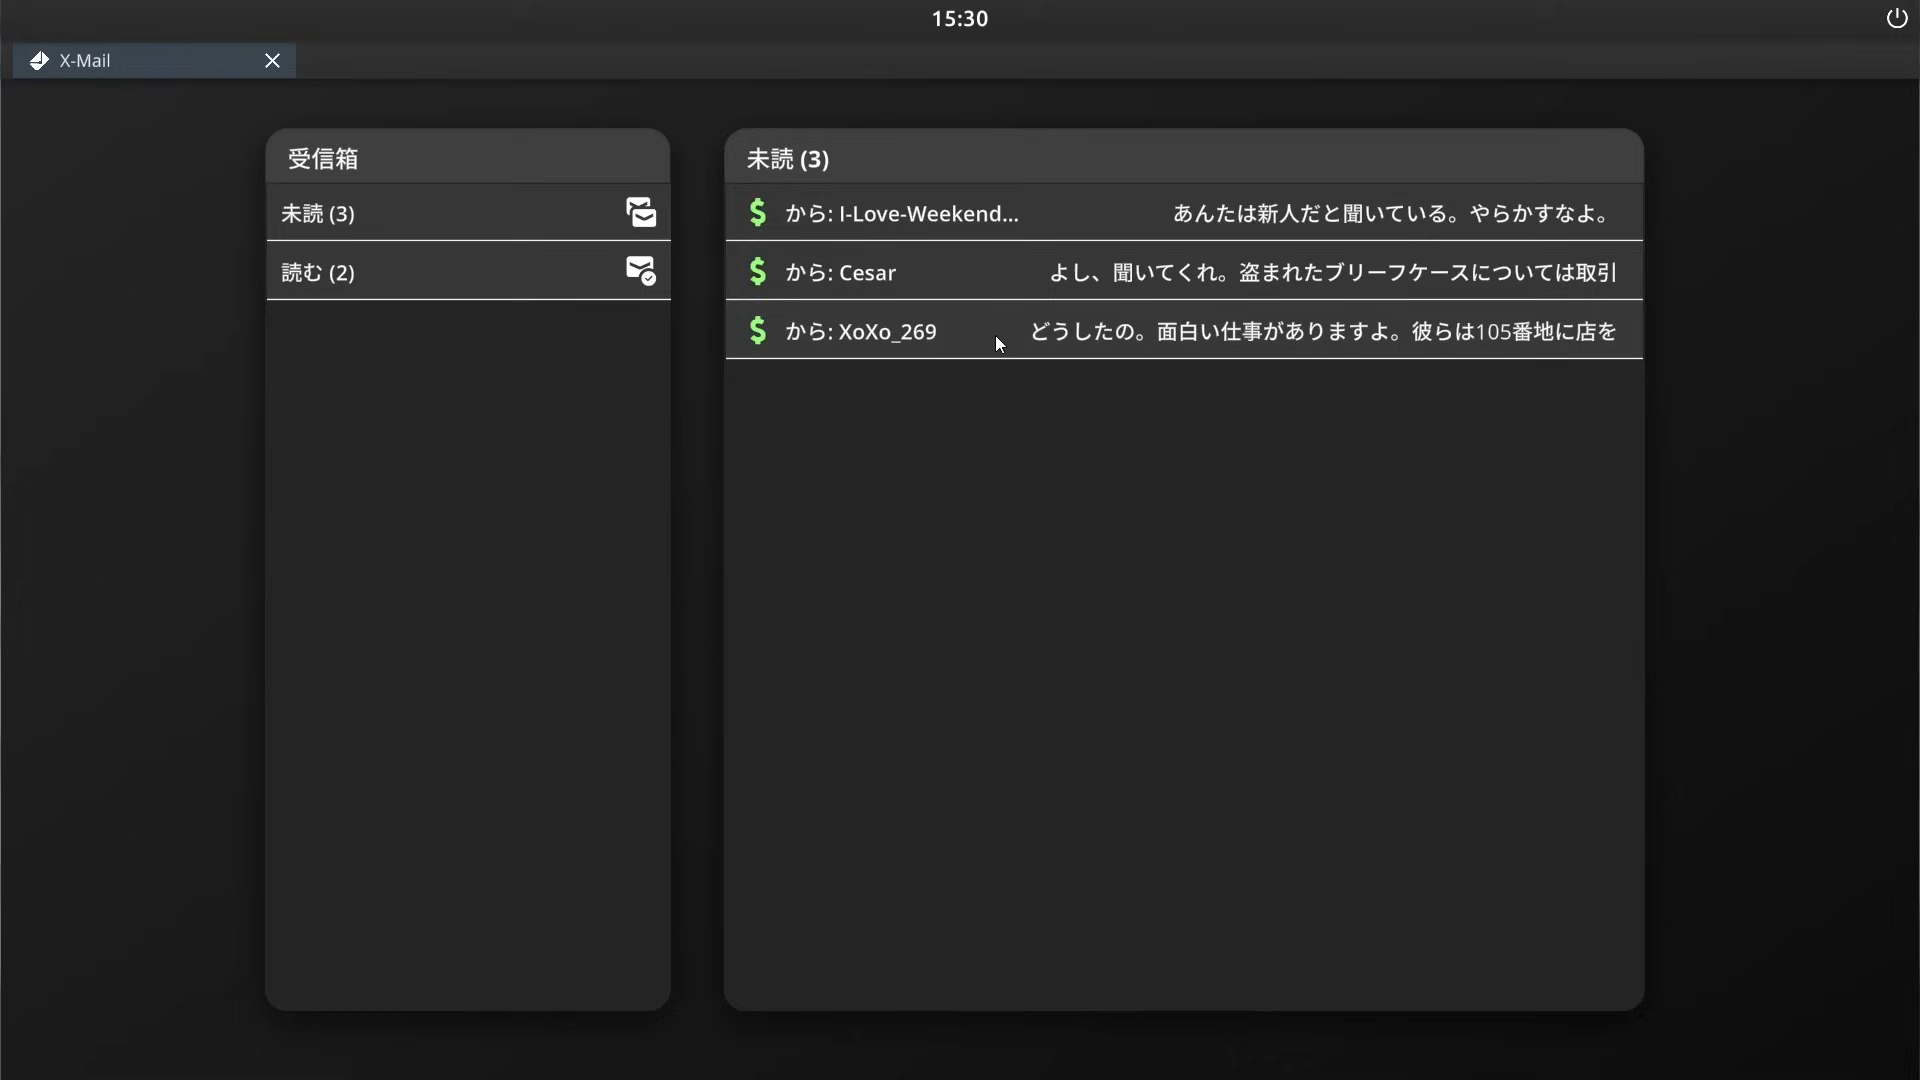 15:30
X-Mail
受信箱
未読 (3)
読む (2)
未読 (3)
から: I-Love-Weekend... あんたは新人だと聞いている。やらかすなよ。
から: Cesar よし、聞いてくれ。盗まれたブリーフケースについては取引
から: XoXo_269 どうしたの。面白い仕事がありますよ。彼らは105番地に店を